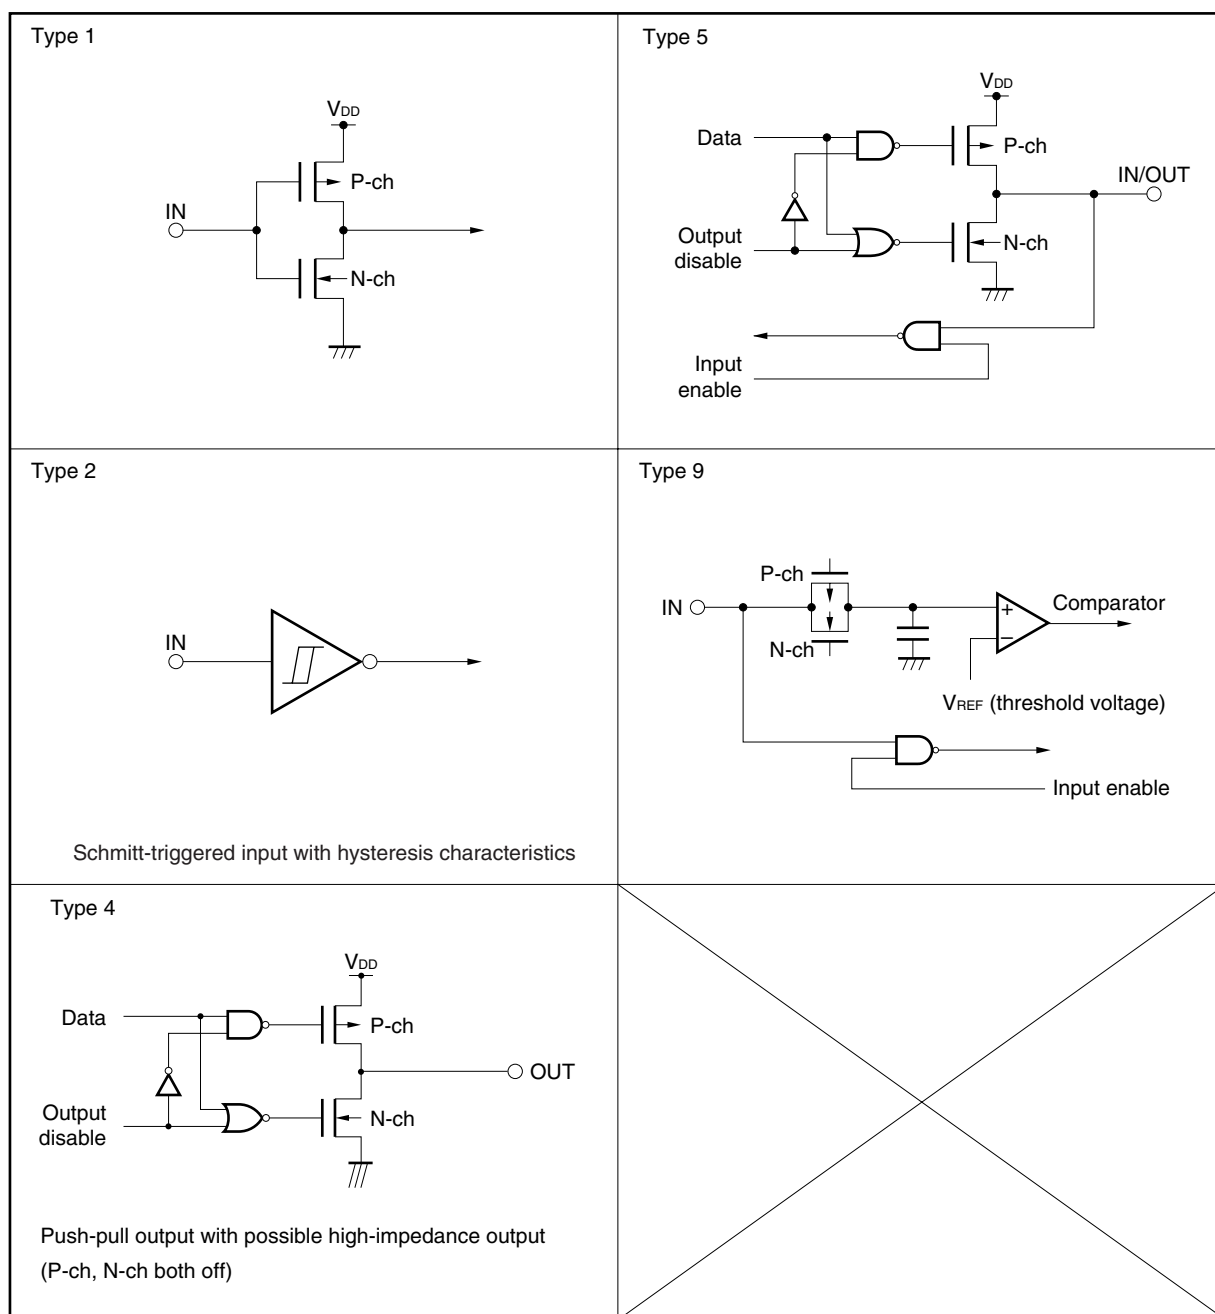 Type 1
VDD
P-ch
IN
N-ch
Type 5
VDD
Data
P-ch
IN/OUT
Output
disable
N-ch
Input
enable
Type 2
IN
Schmitt-triggered input with hysteresis characteristics
Type 9
P-ch
IN
+
Comparator
−
N-ch
VREF (threshold voltage)
Input enable
Type 4
VDD
Data
P-ch
OUT
Output
disable
N-ch
Push-pull output with possible high-impedance output
(P-ch, N-ch both off)